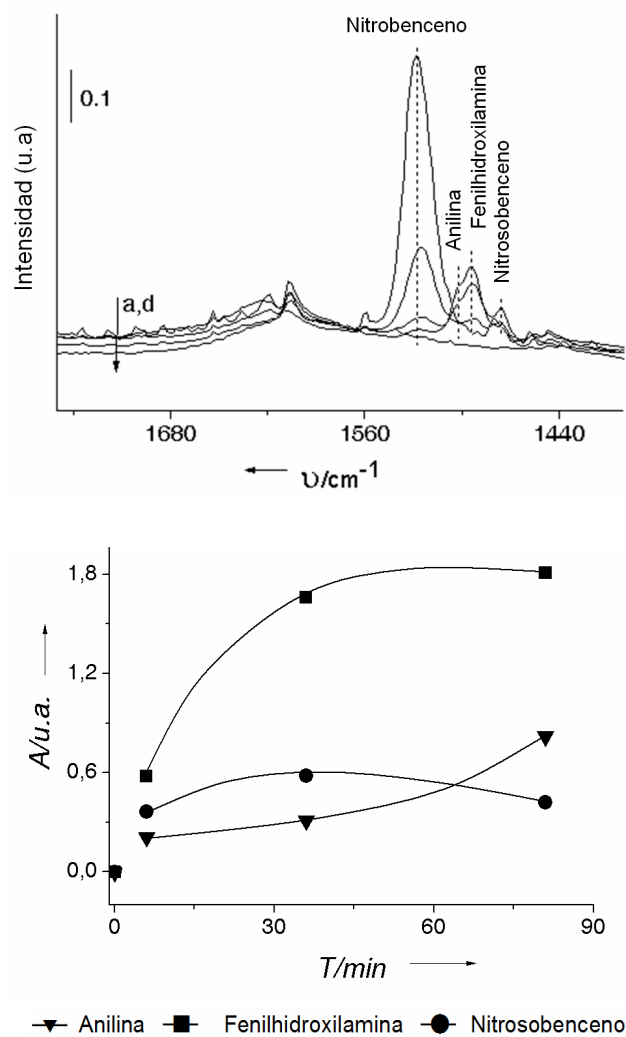 Nitrobenceno
0.1
Intensidad (u.a)
Anilina
Fenilhidroxilamina
Nitrosobenceno
a,d
1680
1560
1440
υ/cm-1
1,8
1,2
0,6
0,0
A/u.a.
0
30
60
90
T/min
Anilina Fenilhidroxilamina Nitrosobenceno